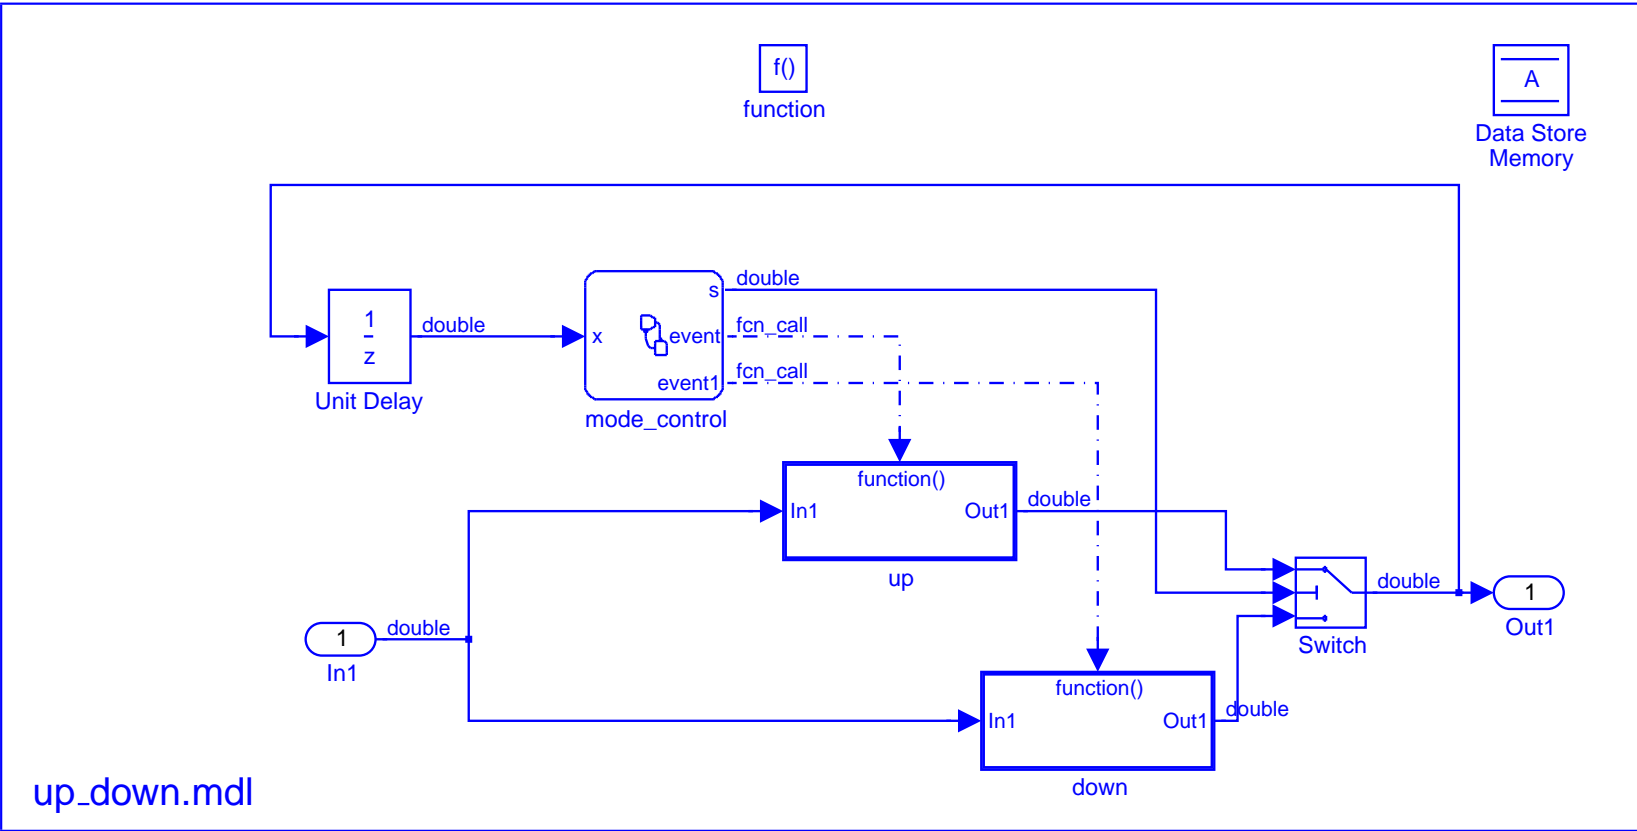 f()
function
A
Data Store
Memory
double
s
1
z
double
x
event
fcn_call
event1
fcn_call
Unit Delay
mode_control
function()
In1
Out1
double
up
double
1
Out1
Switch
1
double
In1
function()
In1
Out1
double
down
up_down.mdl